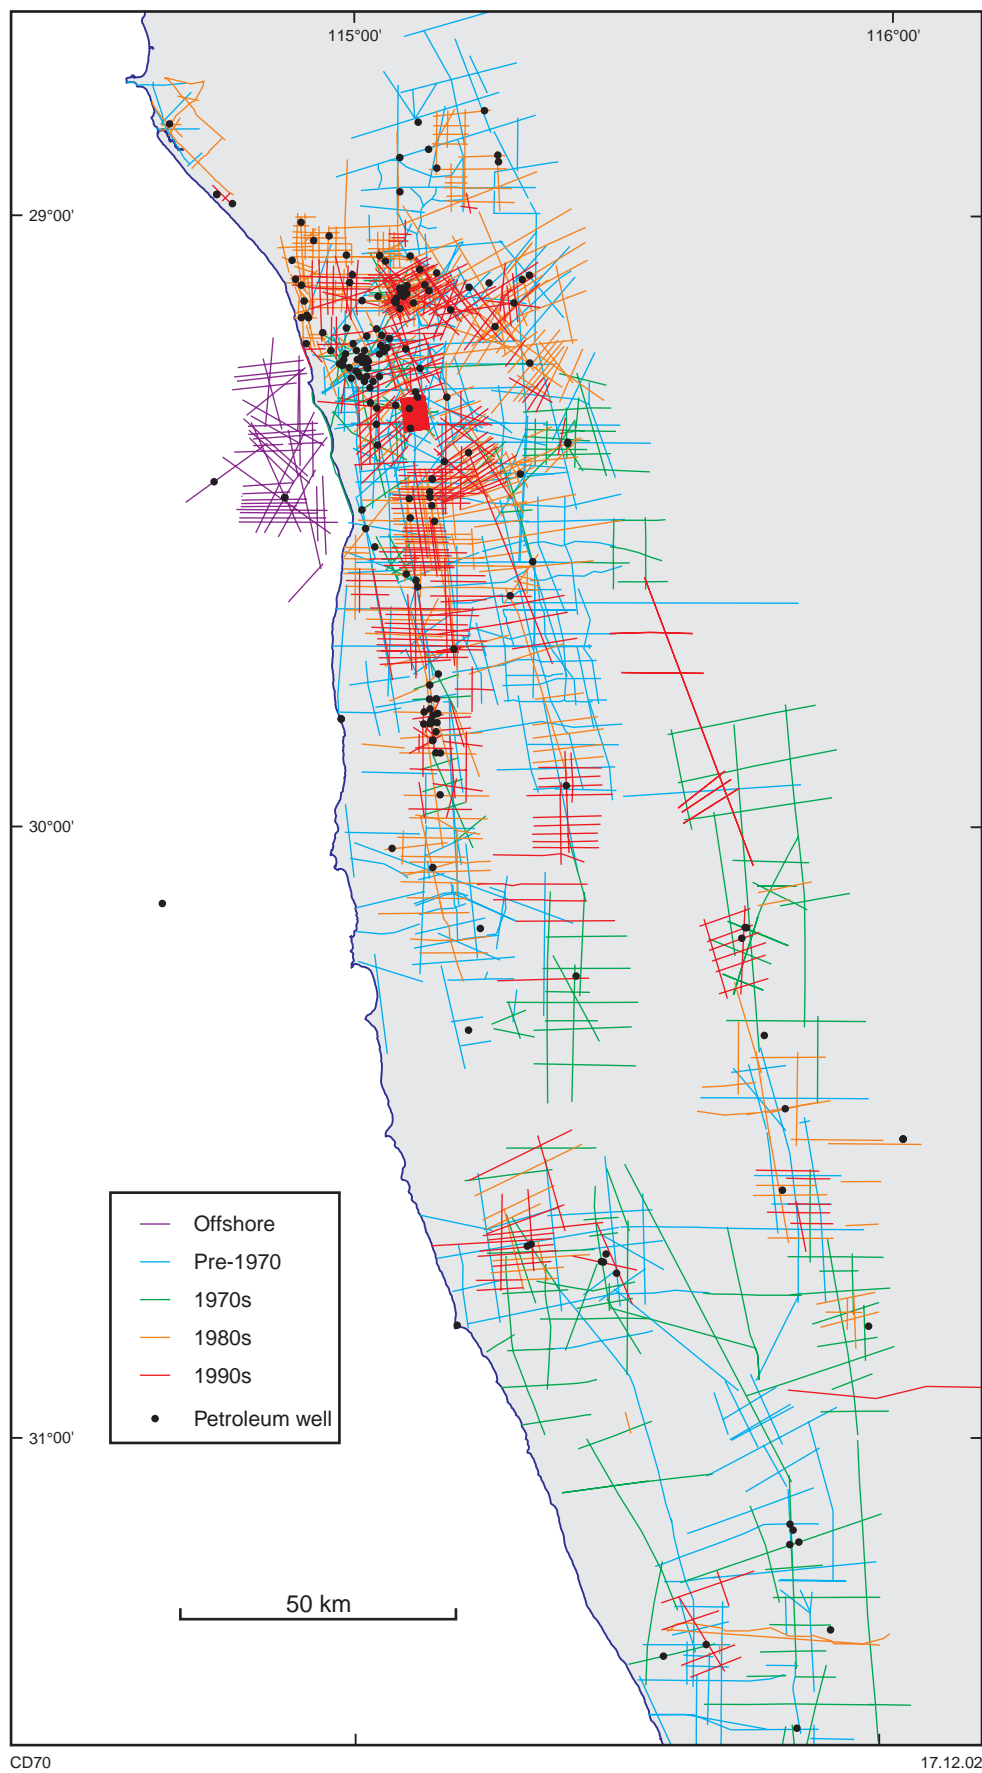 115°00'
116°00'
29°00'
30°00'
Offshore
Pre-1970
1970s
1980s
1990s
Petroleum well
31°00'
50 km
CD70
17.12.02